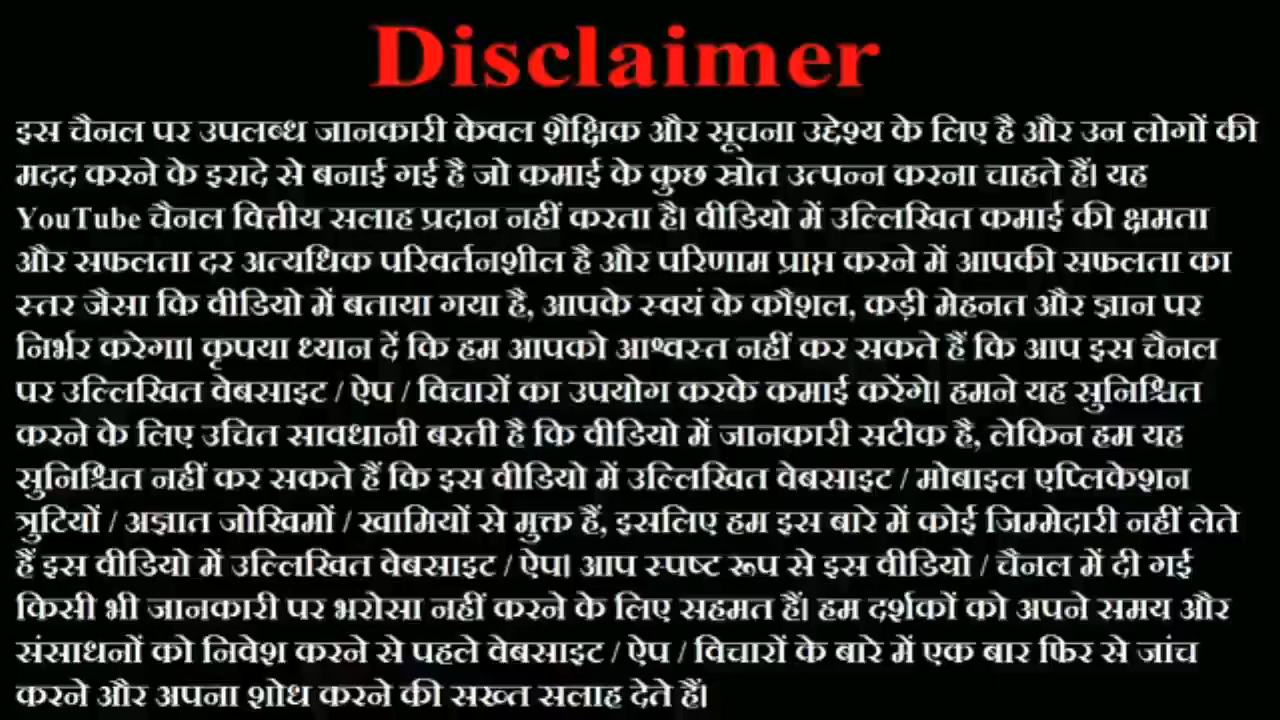 Disclaimer
इस चैनल पर उपलब्ध जानकारी केवल शैक्षिक और सूचना उद्देश्य के लिए है और उन लोगों की
मदद करने के इरादे से बनाई गई है जो कमाई के कुछ स्रोत उत्पन्न करना चाहते हैं। यह
YouTube चैनल वित्तीय सलाह प्रदान नहीं करता है। वीडियो में उल्लिखित कमाई की क्षमता
और सफलता दर अत्यधिक परिवर्तनशील है और परिणाम प्राप्त करने में आपकी सफलता का
स्तर जैसा कि वीडियो में बताया गया है, आपके स्वयं के कौशल, कड़ी मेहनत और ज्ञान पर
निर्भर करेगा। कृपया ध्यान दें कि हम आपको आश्वस्त नहीं कर सकते हैं कि आप इस चैनल
पर उल्लिखित वेबसाइट / ऐप / विचारों का उपयोग करके कमाई करेंगे। हमने यह सुनिश्चित
करने के लिए उचित सावधानी बरती है कि वीडियो में जानकारी सटीक है, लेकिन हम यह
सुनिश्चित नहीं कर सकते हैं कि इस वीडियो में उल्लिखित वेबसाइट / मोबाइल एप्लिकेशन
त्रुटियों / अज्ञात जोखिमों / खामियों से मुक्त हैं, इसलिए हम इस बारे में कोई जिम्मेदारी नहीं लेते
हैं इस वीडियो में उल्लिखित वेबसाइट / ऐप। आप स्पष्ट रूप से इस वीडियो / चैनल में दी गई
किसी भी जानकारी पर भरोसा नहीं करने के लिए सहमत हैं। हम दर्शकों को अपने समय और
संसाधनों को निवेश करने से पहले वेबसाइट / ऐप / विचारों के बारे में एक बार फिर से जांच
करने और अपना शोध करने की सख्त सलाह देते हैं।